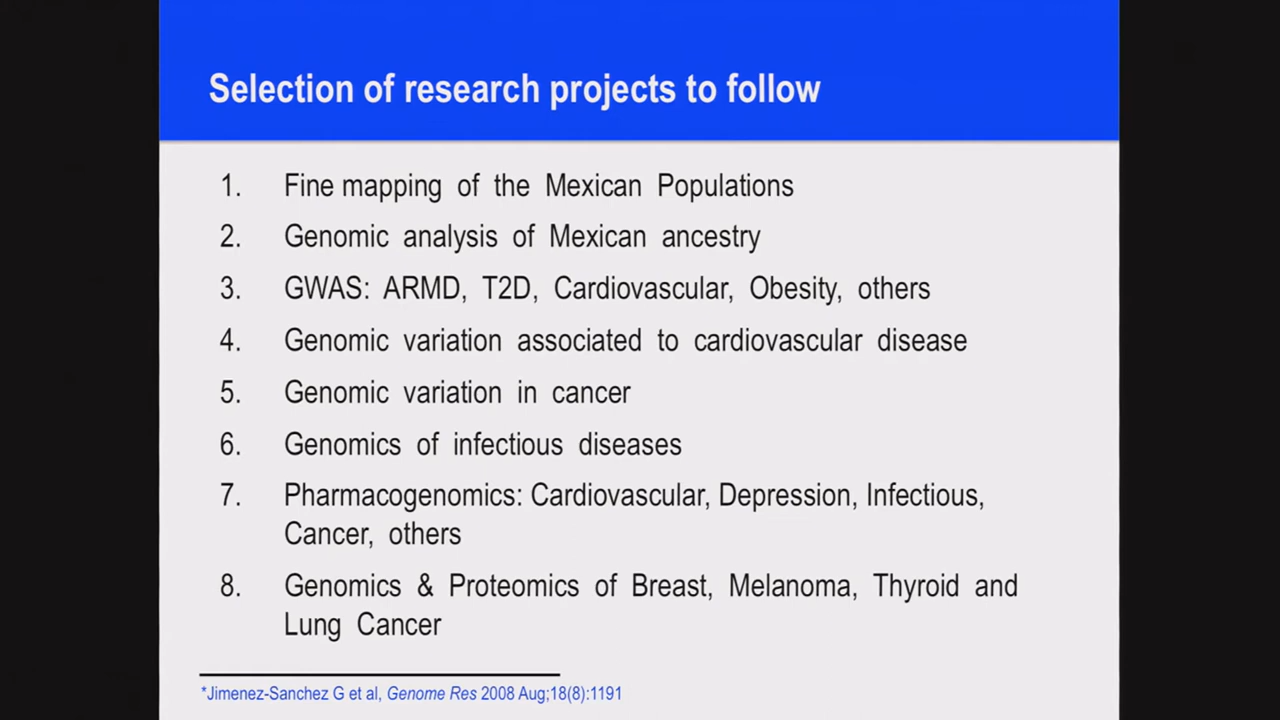 Selection of research projects to follow
1. Fine mapping of the Mexican Populations
2. Genomic analysis of Mexican ancestry
3. GWAS: ARMD, T2D, Cardiovascular, Obesity, others
4. Genomic variation associated to cardiovascular disease
5. Genomic variation in cancer
6. Genomics of infectious diseases
7. Pharmacogenomics: Cardiovascular, Depression, Infectious,
Cancer, others
8. Genomics & Proteomics of Breast, Melanoma, Thyroid and
Lung Cancer
*Jimenez-Sanchez G et al, Genome Res 2008 Aug;18(8):1191